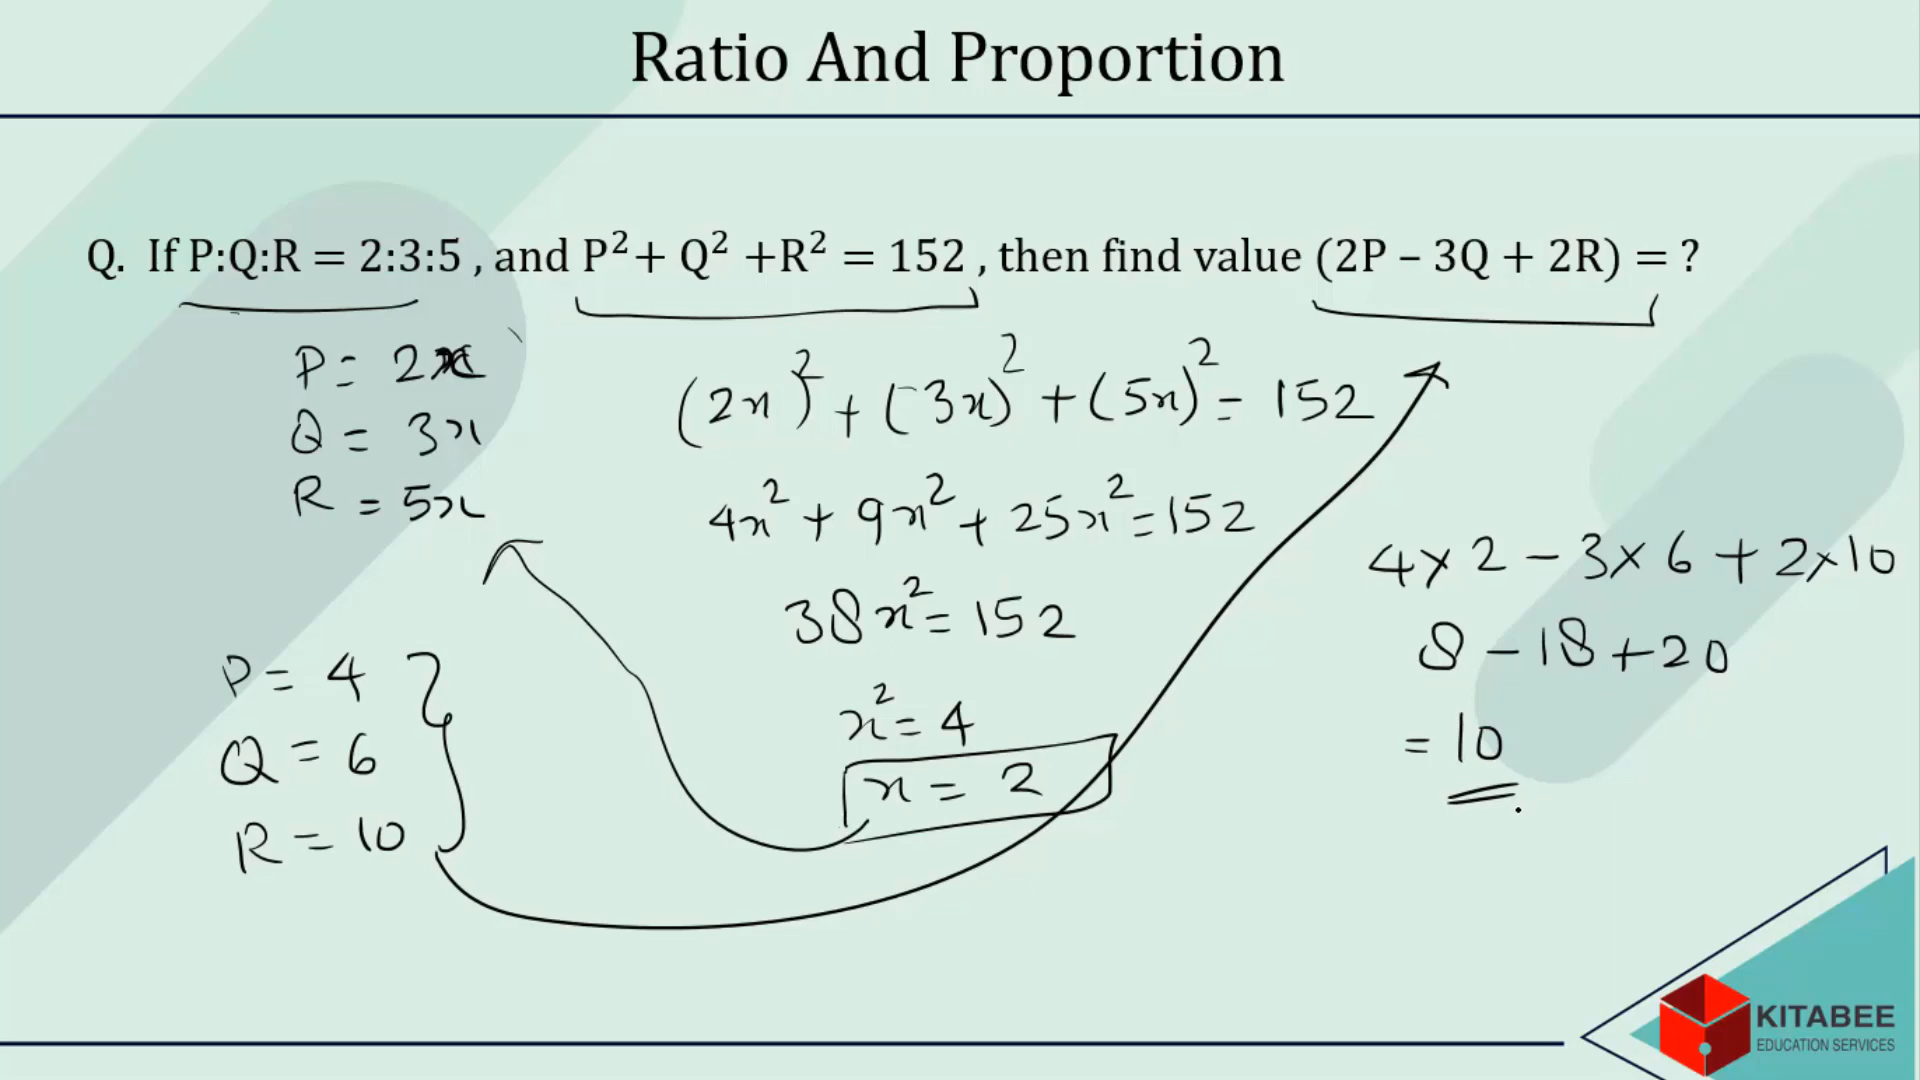 Ratio And Proportion
Q. If P:Q:R = 2:3:5 , and P²+ Q² +R² = 152 , then find value (2P – 3Q + 2R) = ?
P = 2x
Q = 3x
R = 5x
(2x)² + (3x)² + (5x)² = 152
4x² + 9x² + 25x² = 152
38x² = 152
x² = 4
x = 2
P = 4
Q = 6
R = 10
4 x 2 - 3 x 6 + 2 x 10
8 - 18 + 20
= 10
KITABEE
EDUCATION SERVICES